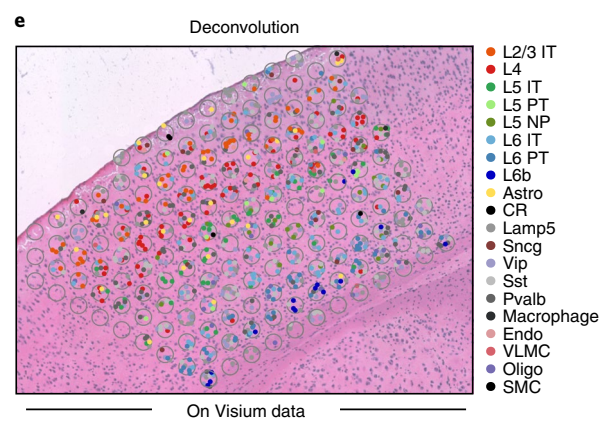 e
Deconvolution
L2/3 IT
L4
L5 IT
L5 PT
L5 NP
L6 IT
L6 PT
L6b
Astro
CR
Lamp5
Sncg
Vip
Sst
Pvalb
Macrophage
Endo
VLMC
Oligo
SMC
On Visium data